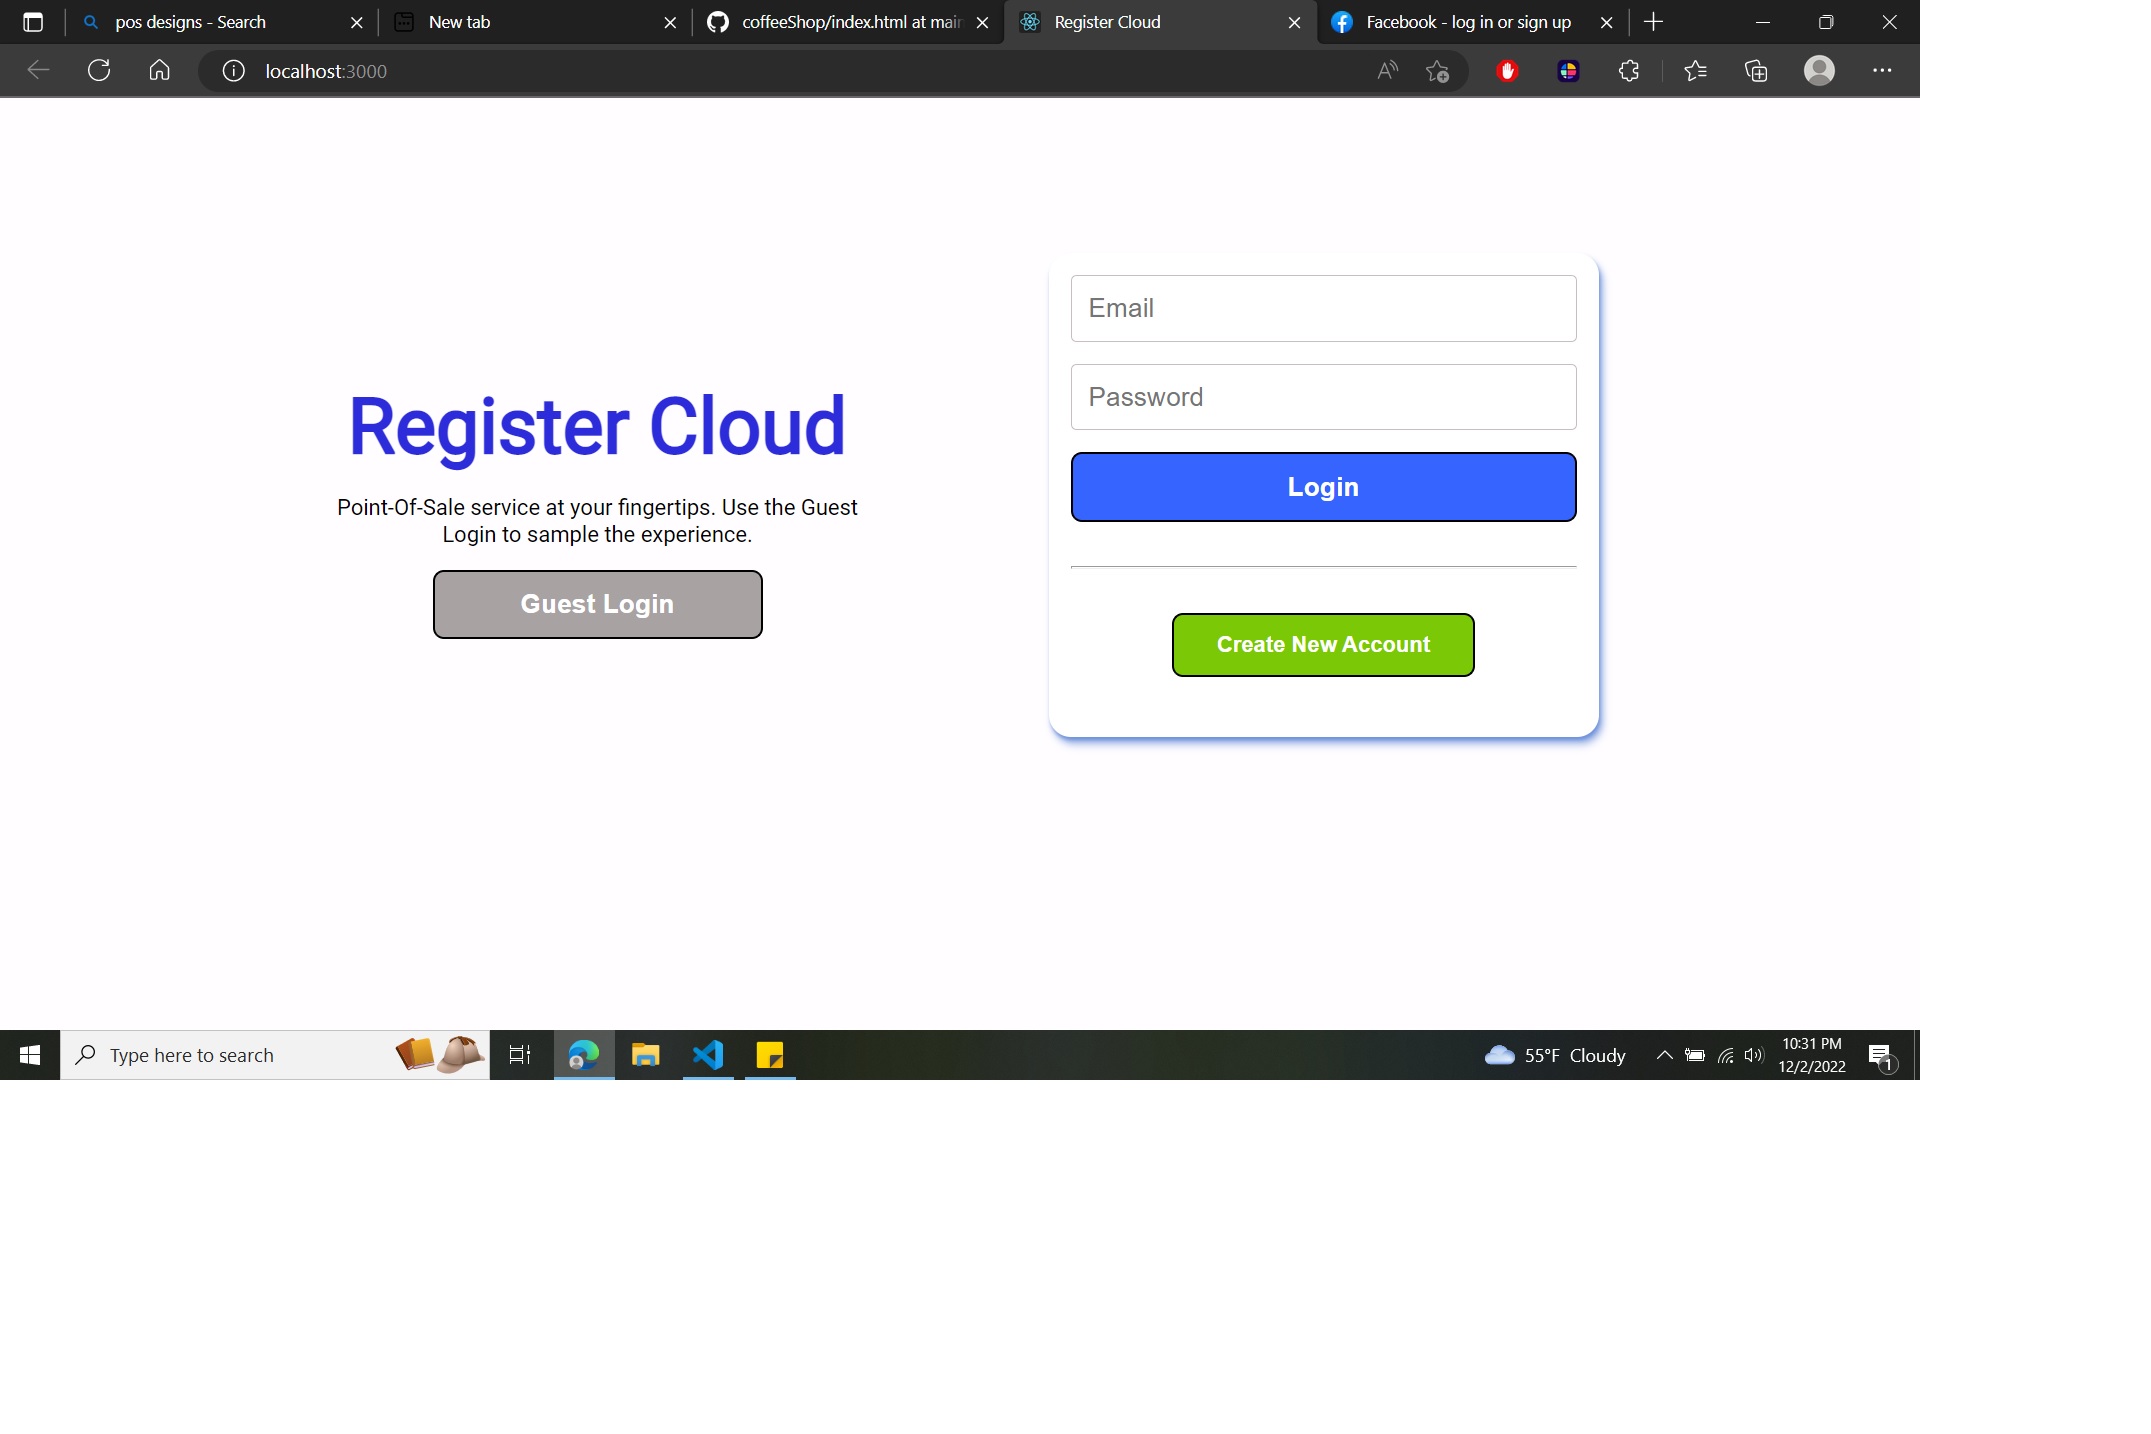 pos designs - Search
New tab
coffeeShop/index.html at main
Register Cloud
Facebook - log in or sign up
localhost:3000
Email
Password
Login
Register Cloud
Point-Of-Sale service at your fingertips. Use the Guest
Login to sample the experience.
Guest Login
Create New Account
Type here to search
55°F Cloudy
10:31 PM
12/2/2022
1